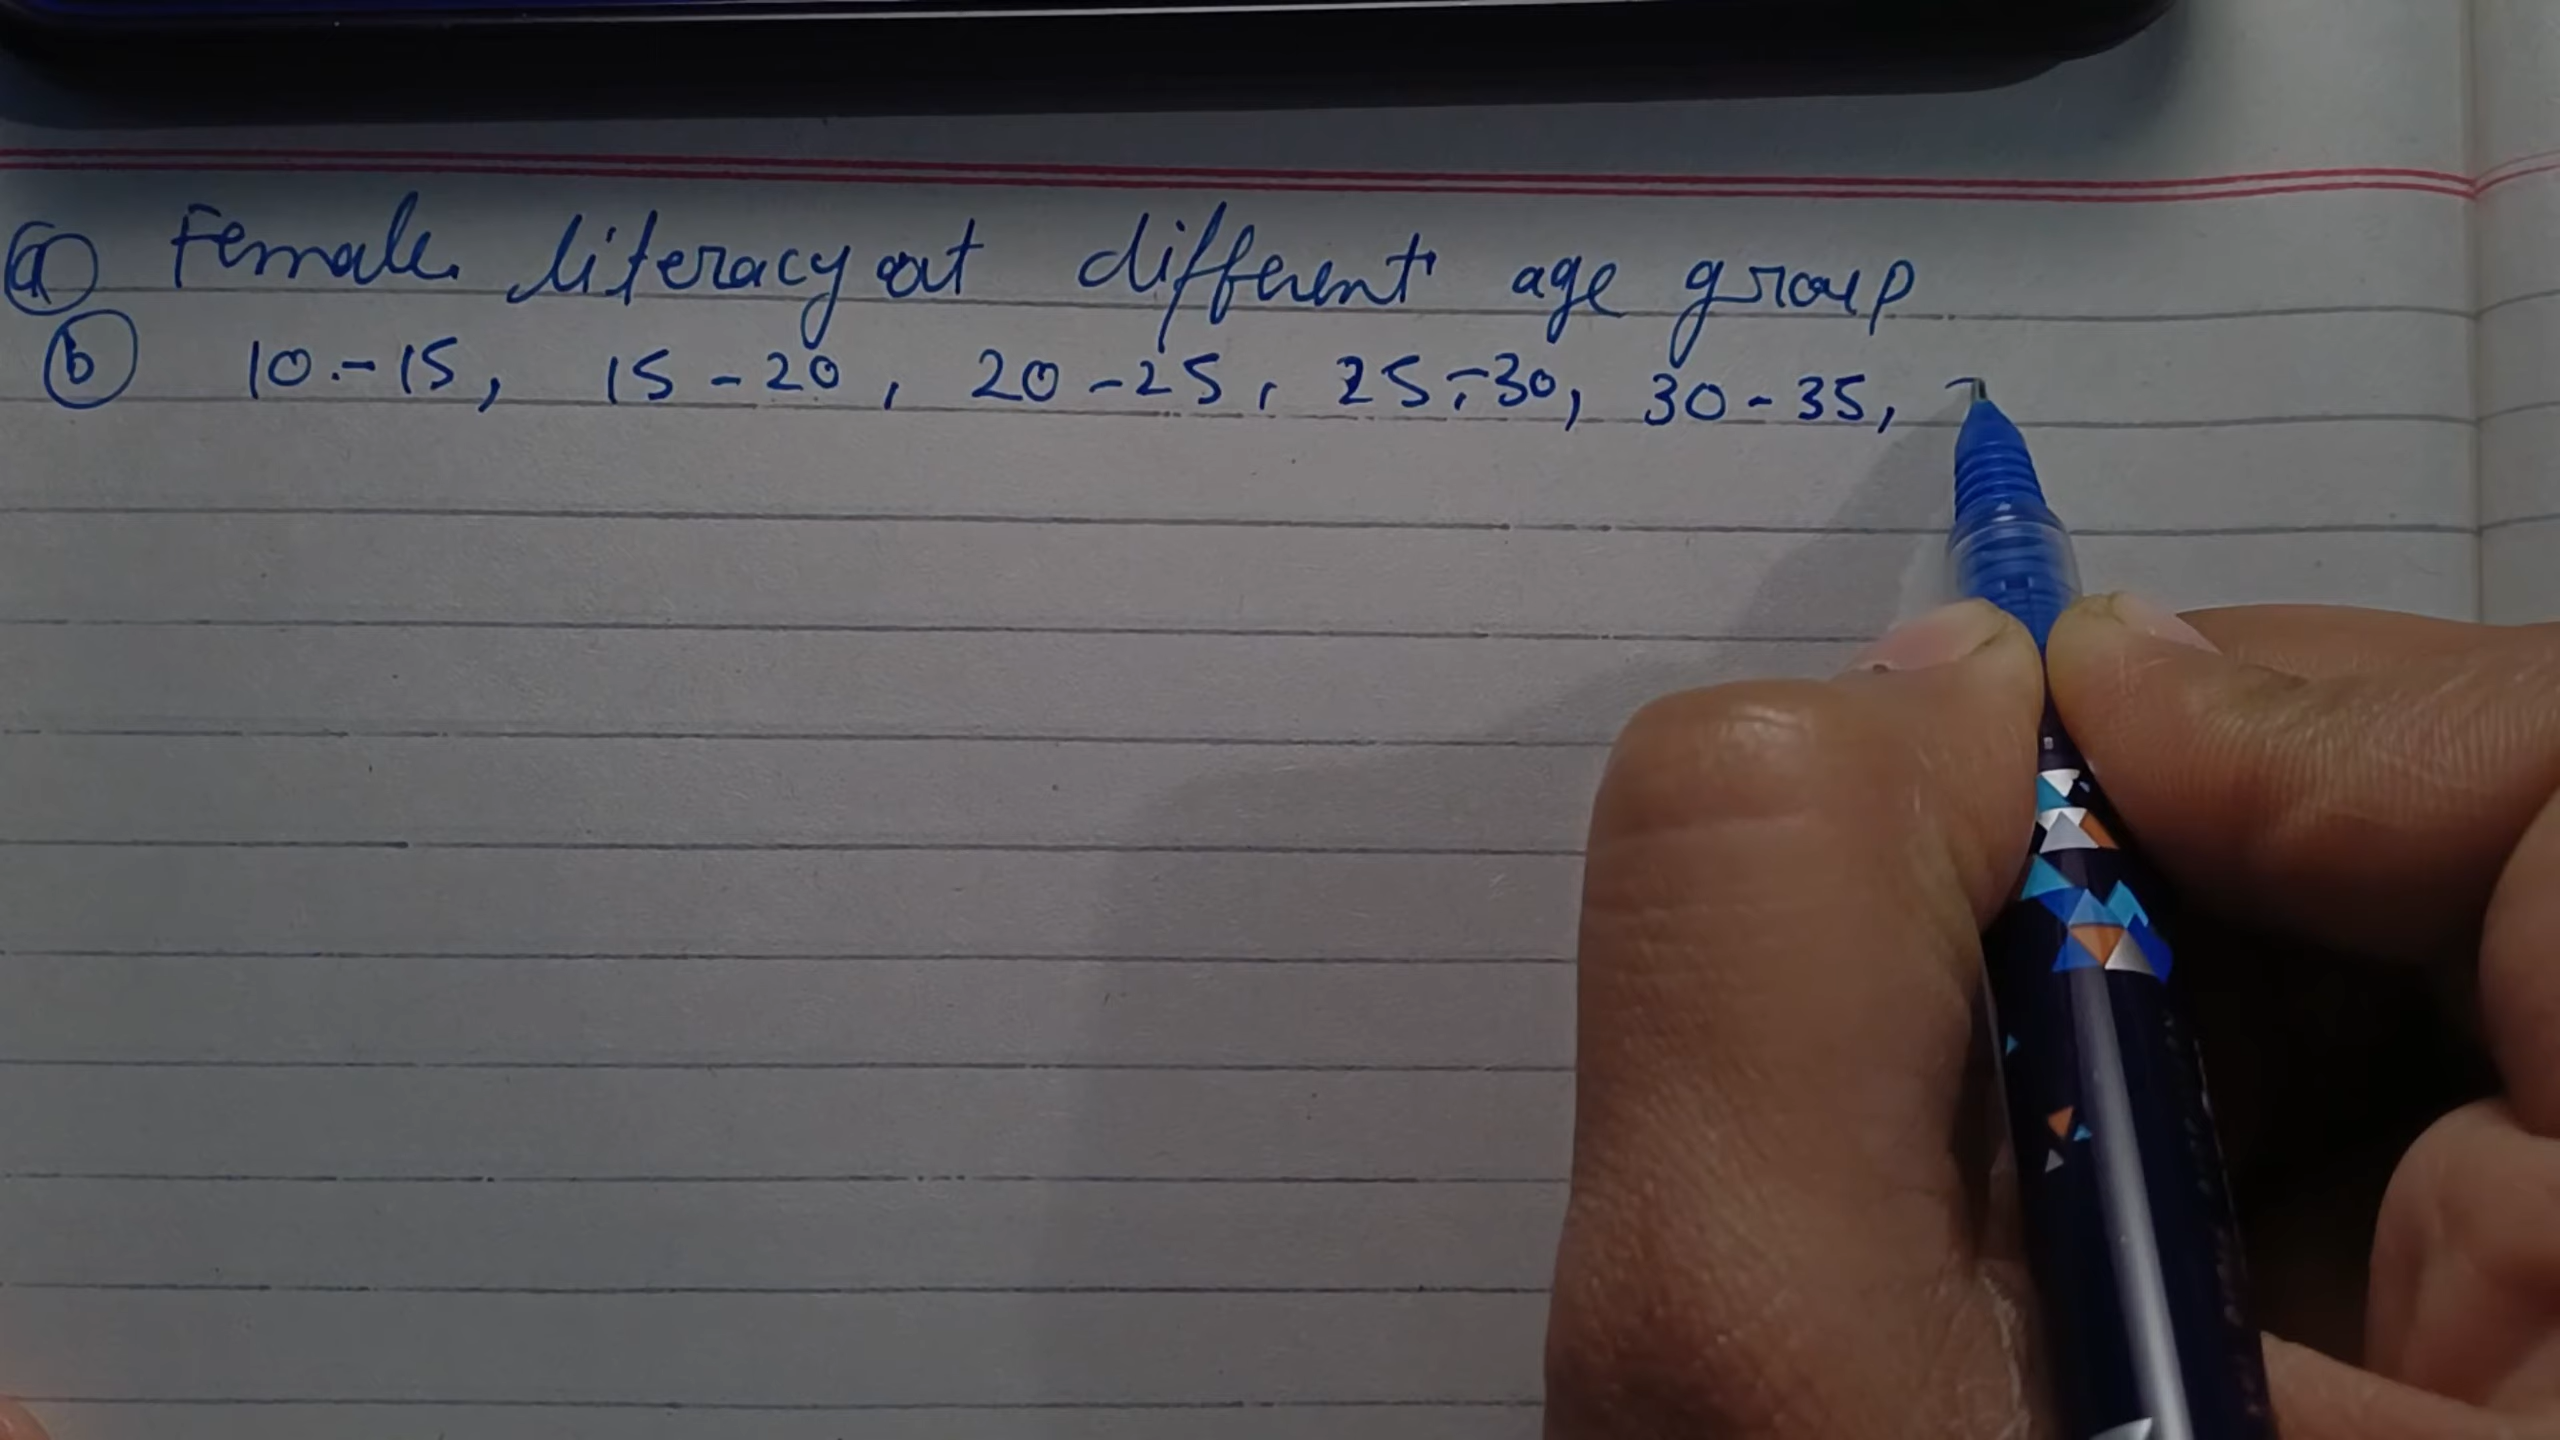 (a) Female literacy at different age group
(b) 10-15, 15-20, 20-25, 25-30, 30-35,